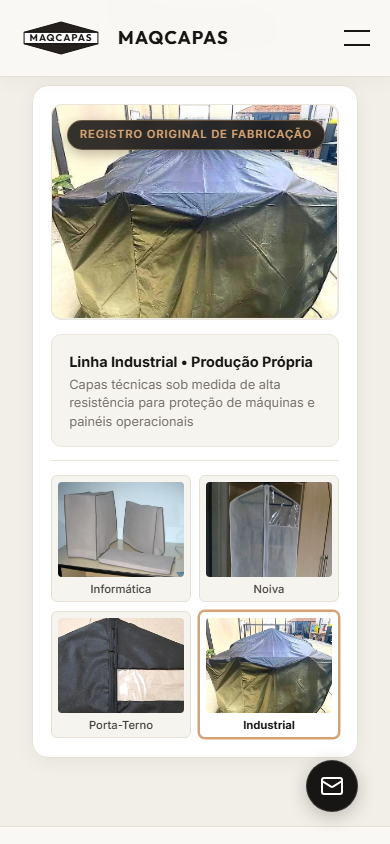 MAQCAPAS
MAQCAPAS
REGISTRO ORIGINAL DE FABRICAÇÃO
Linha Industrial • Produção Própria
Capas técnicas sob medida de alta
resistência para proteção de máquinas e
painéis operacionais
Informática
Noiva
Porta-Terno
Industrial